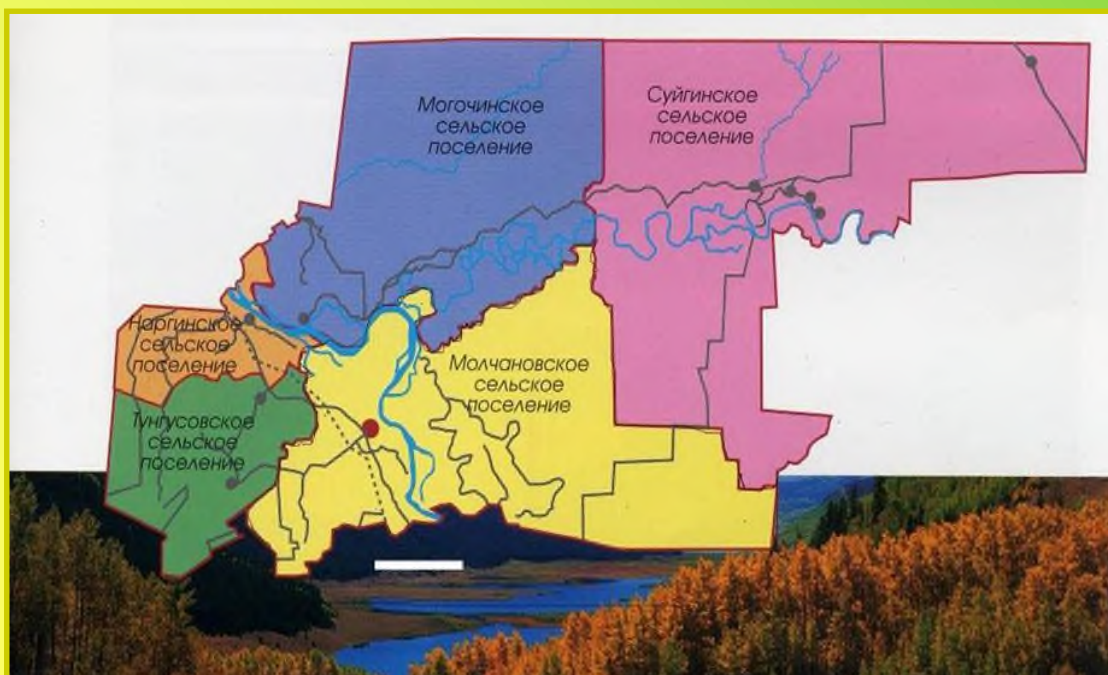 Могочинское
сельское
поселение
Суйгинское
сельское
поселение
Наргинское
сельское
поселение
Молчановское
сельское
поселение
Тунгусовское
сельское
поселение